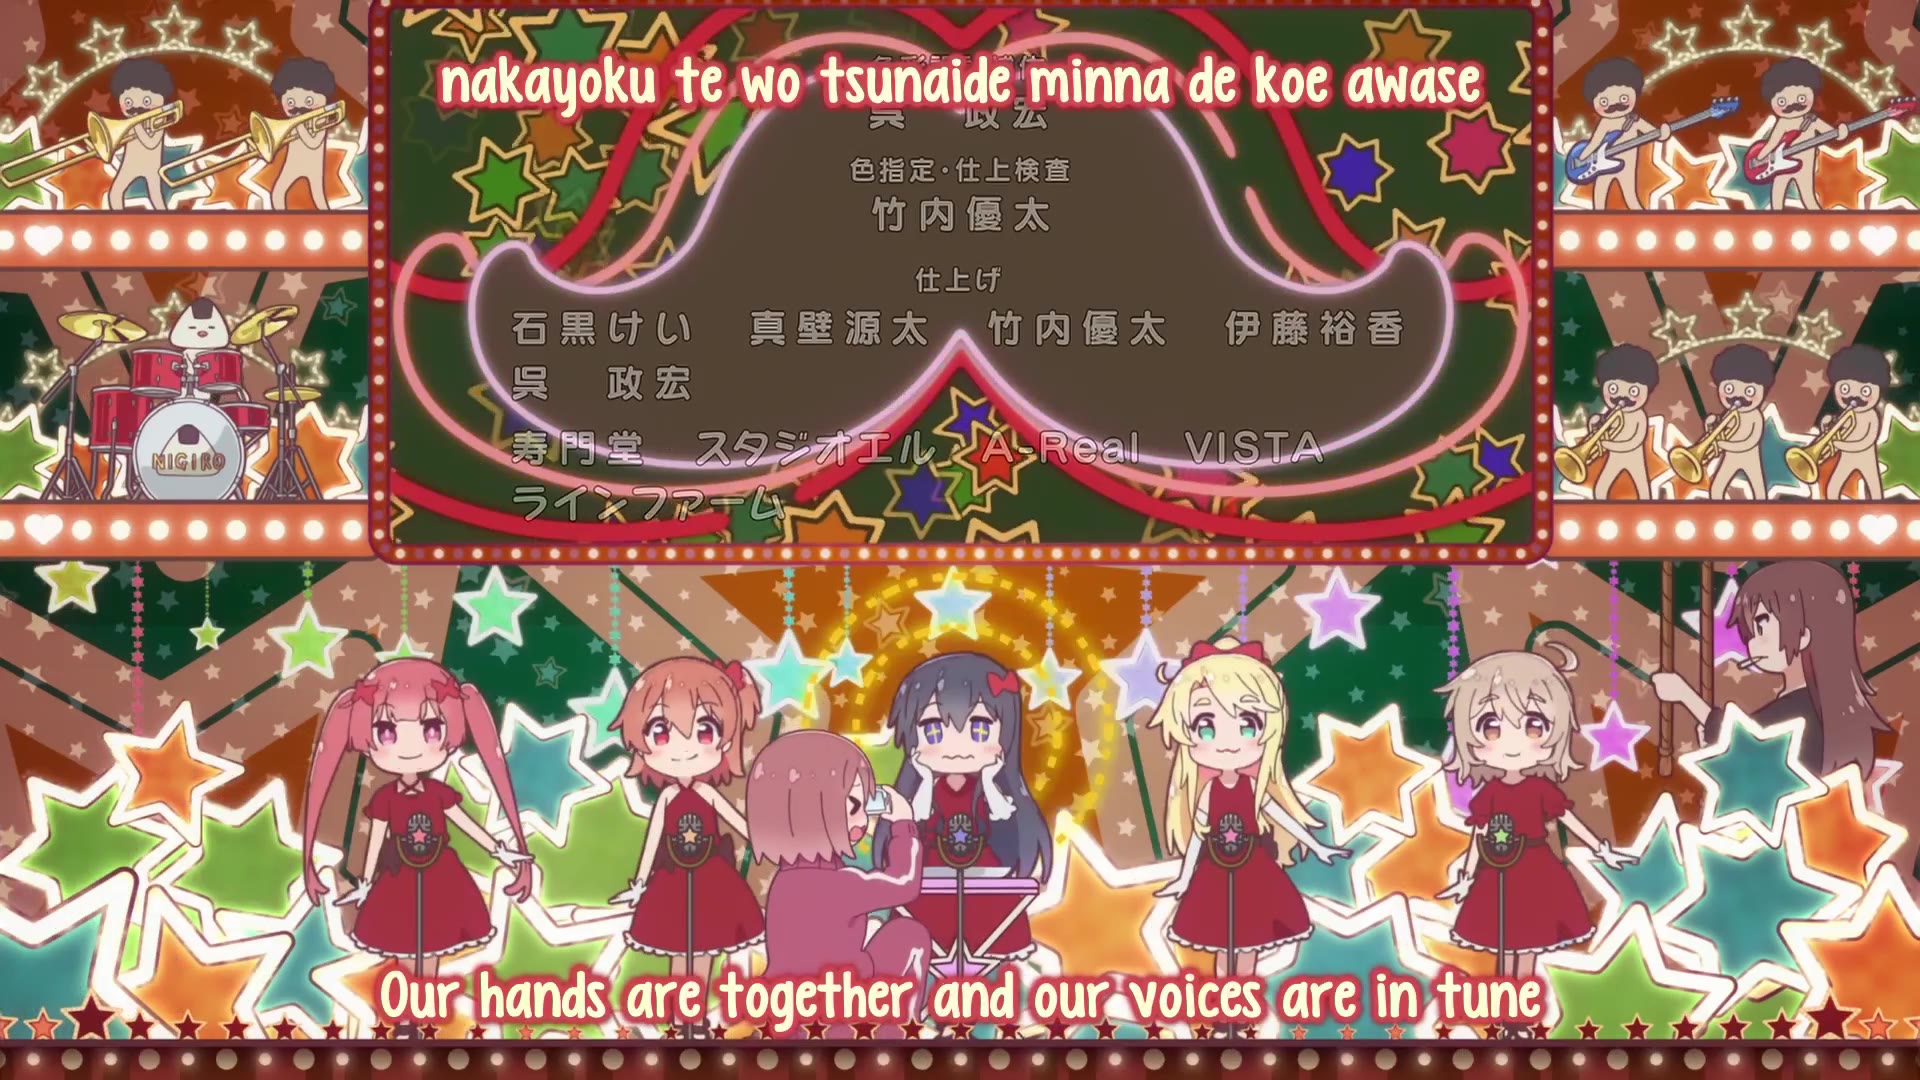 nakayoku te wo tsunaide minna de koe awase
呉 政宏
色指定·仕上検査
竹内優太
仕上げ
石黒けい 真壁源太 竹内優太 伊藤裕香
呉 政宏
寿門堂 スタジオエル A-Real VISTA
ラインファーム
NIGIRO
Our hands are together and our voices are in tune